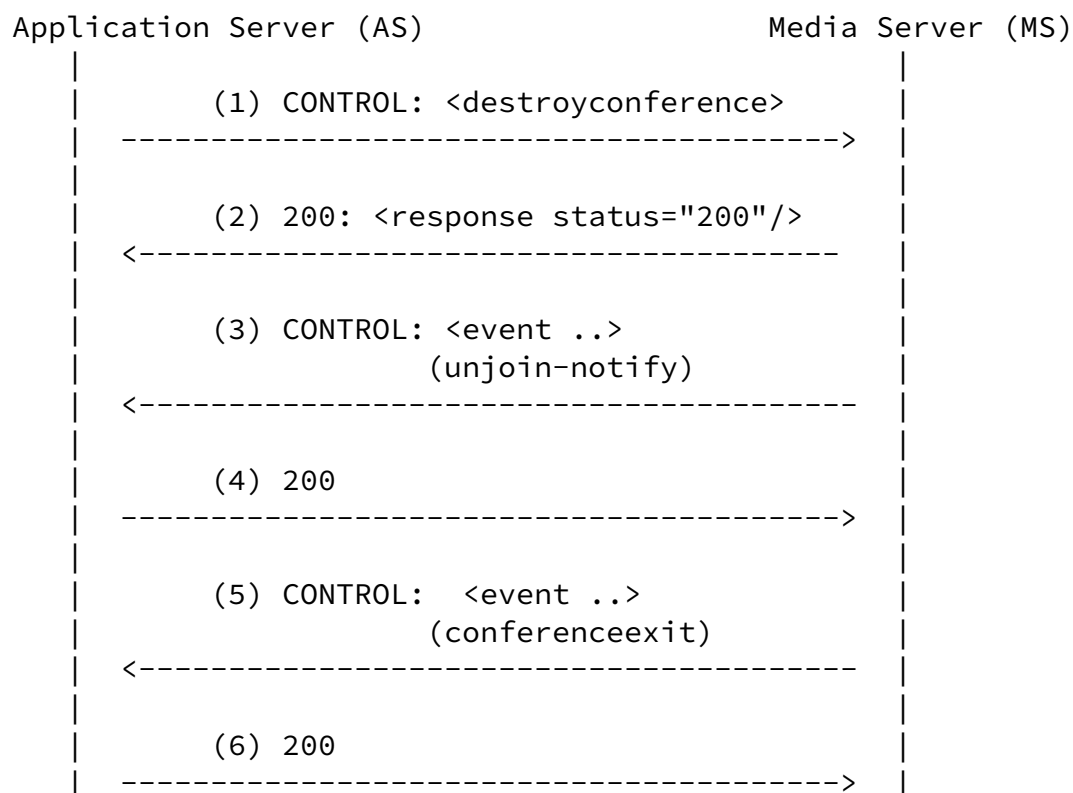 Application Server (AS) Media Server (MS)
(1) CONTROL: <destroyconference>
(2) 200: <response status="200"/>
(3) CONTROL: <event ..>
(unjoin-notify)
(4) 200
(5) CONTROL:  <event ..>
(conferenceexit)
(6) 200